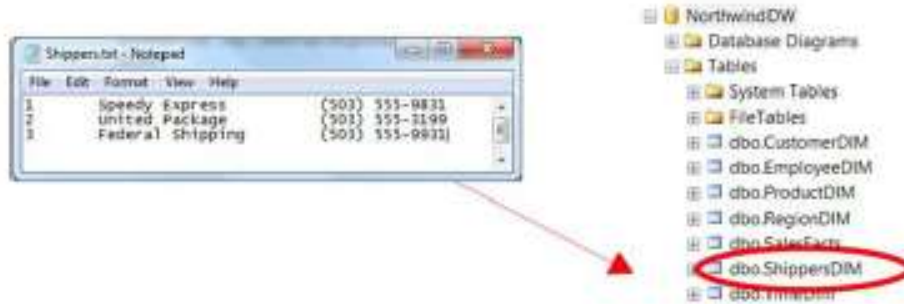 Shippers.txt - Notepad
File Edit Format View Help
1 Speedy Express (503) 555-9831
2 United Package (503) 555-3199
3 Federal Shipping (503) 555-9931
NorthwindDW
Database Diagrams
Tables
System Tables
FileTables
dbo.CustomerDIM
dbo.EmployeeDIM
dbo.ProductDIM
dbo.RegionDIM
dbo.SalesFacts
dbo.ShippersDIM
dbo.TimeDIM